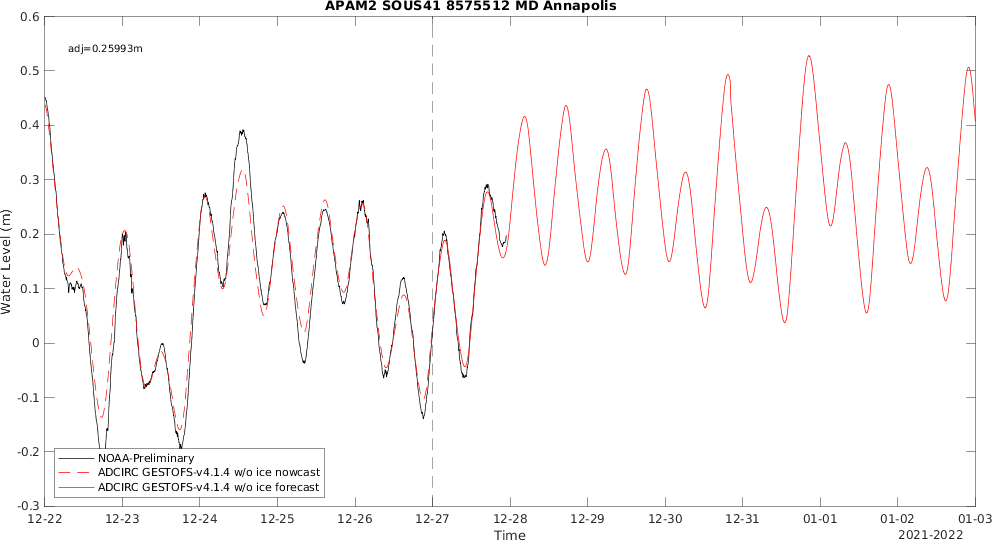 APAM2 SOUS41 8575512 MD Annapolis
adj=0.25993m
0.6
0.5
0.4
0.3
0.2
0.1
0
-0.1
-0.2
-0.3
Water Level (m)
NOAA-Preliminary
ADCIRC GESTOFS-v4.1.4 w/o ice nowcast
ADCIRC GESTOFS-v4.1.4 w/o ice forecast
12-22 12-23 12-24 12-25 12-26 12-27 12-28 12-29 12-30 12-31 01-01 01-02 01-03
Time
2021-2022